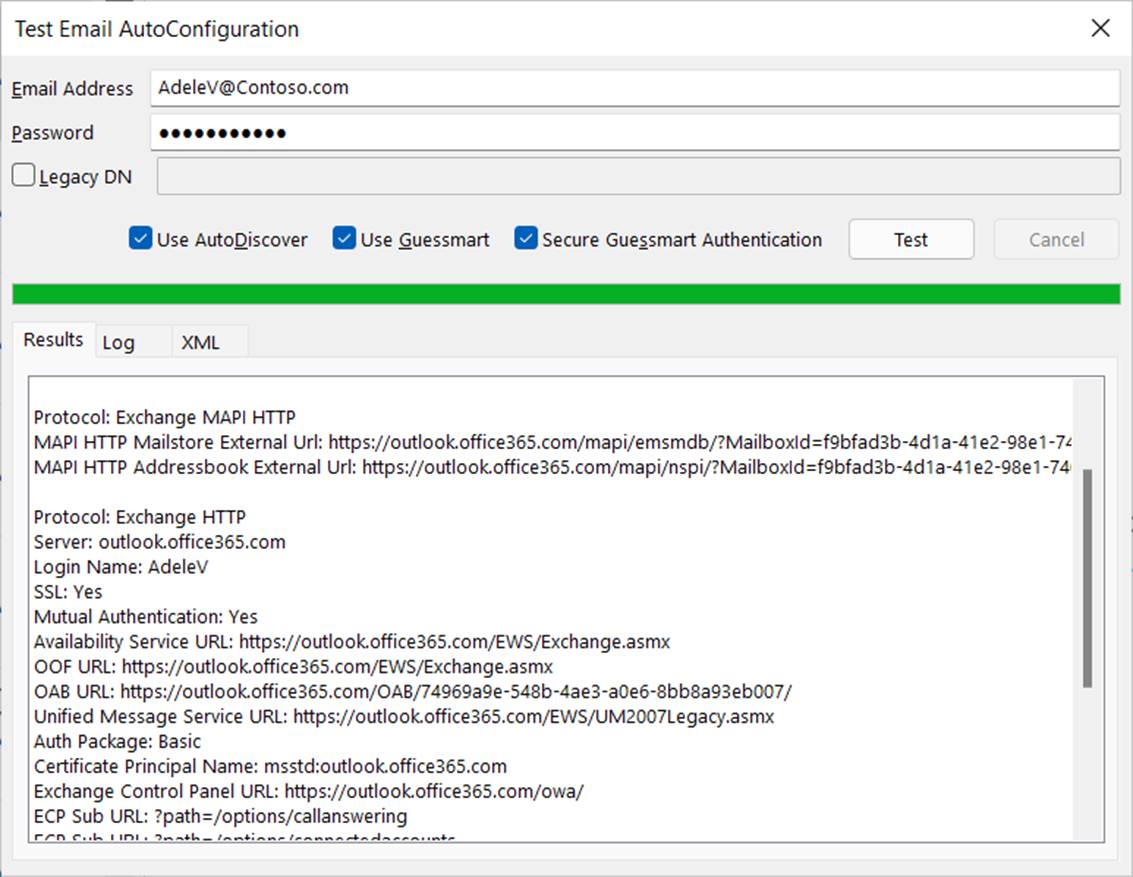 Test Email AutoConfiguration
Email Address AdeleV@Contoso.com
Password ●●●●●●●●●●●
Legacy DN
Use AutoDiscover Use Guessmart Secure Guessmart Authentication Test Cancel
Results Log XML
Protocol: Exchange MAPI HTTP
MAPI HTTP Mailstore External Url: https://outlook.office365.com/mapi/emsmdb/?MailboxId=f9bfad3b-4d1a-41e2-98e1-74
MAPI HTTP Addressbook External Url: https://outlook.office365.com/mapi/nspi/?MailboxId=f9bfad3b-4d1a-41e2-98e1-74
Protocol: Exchange HTTP
Server: outlook.office365.com
Login Name: AdeleV
SSL: Yes
Mutual Authentication: Yes
Availability Service URL: https://outlook.office365.com/EWS/Exchange.asmx
OOF URL: https://outlook.office365.com/EWS/Exchange.asmx
OAB URL: https://outlook.office365.com/OAB/74969a9e-548b-4ae3-a0e6-8bb8a93eb007/
Unified Message Service URL: https://outlook.office365.com/EWS/UM2007Legacy.asmx
Auth Package: Basic
Certificate Principal Name: msstd:outlook.office365.com
Exchange Control Panel URL: https://outlook.office365.com/owa/
ECP Sub URL: ?path=/options/callanswering
ECP Sub URL: ?path=/options/connectedaccounts